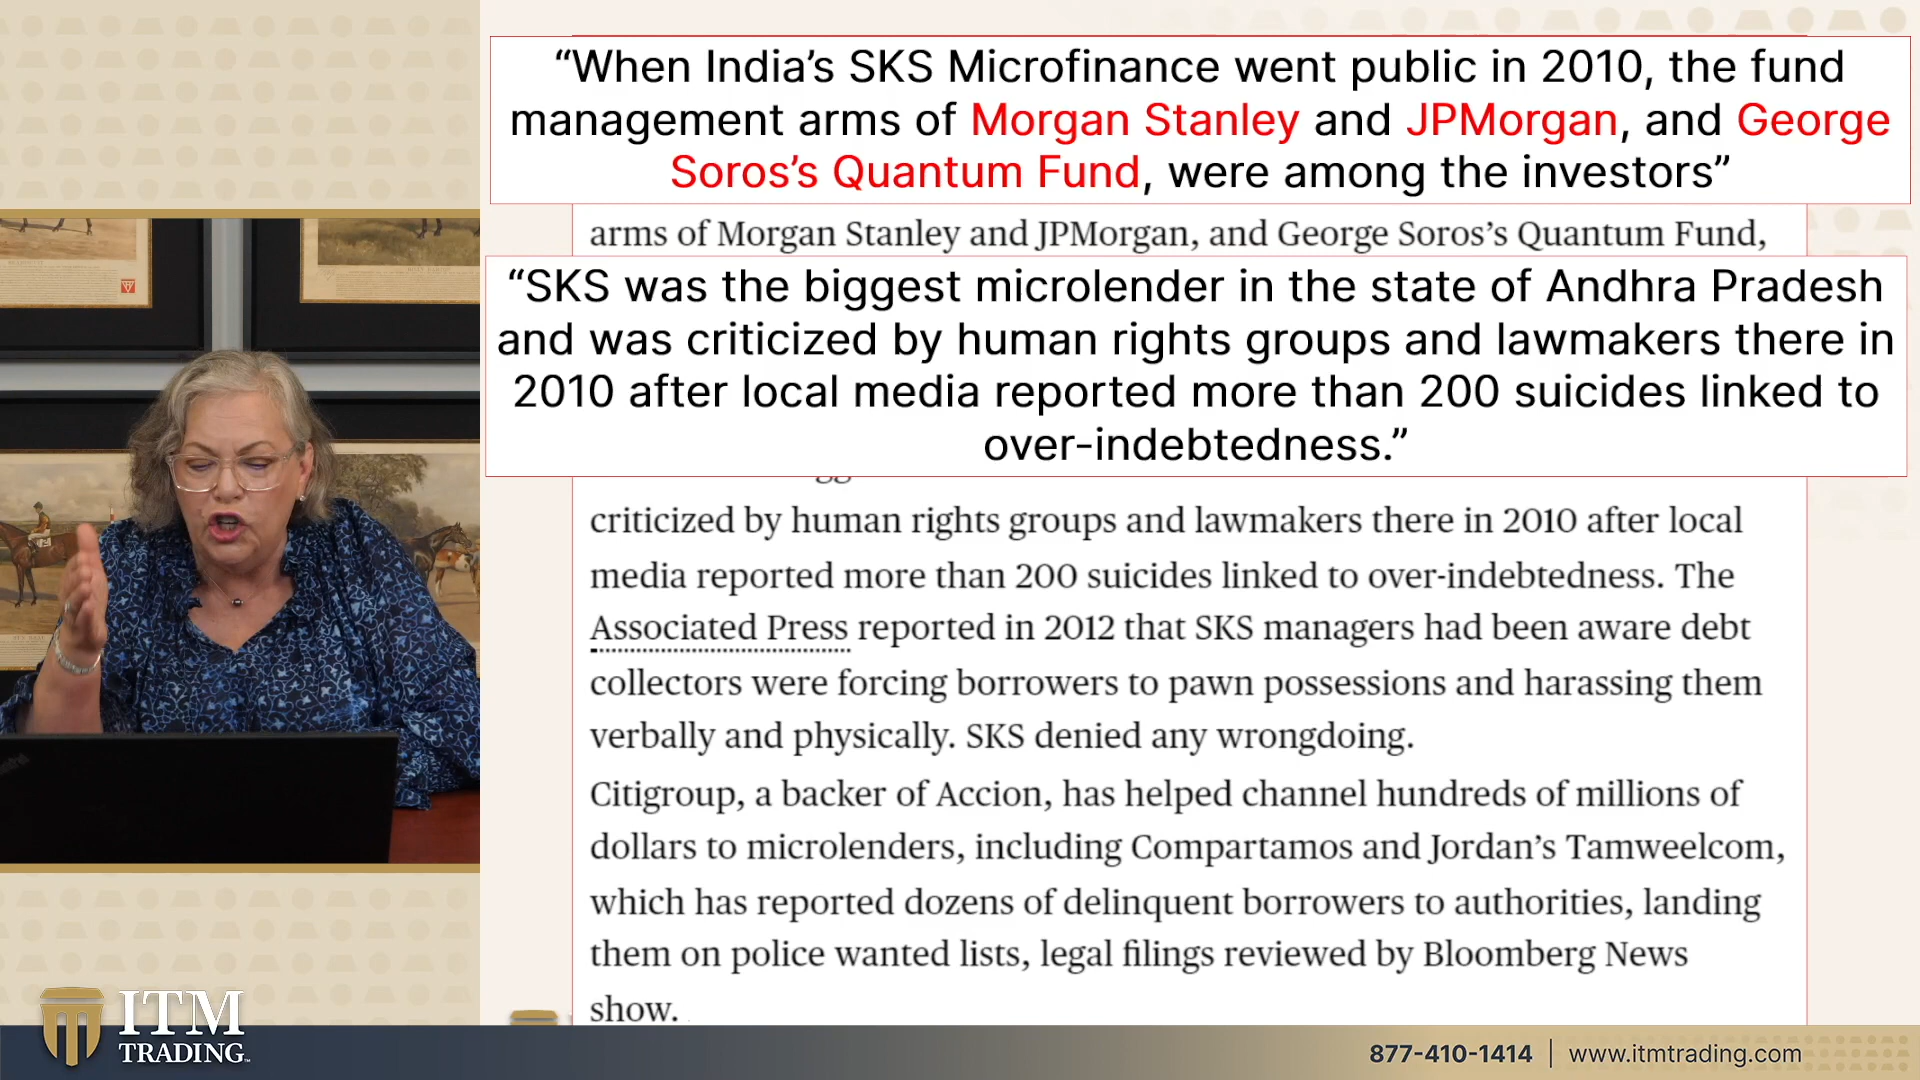 “When India’s SKS Microfinance went public in 2010, the fund
management arms of Morgan Stanley and JPMorgan, and George
Soros’s Quantum Fund, were among the investors”
arms of Morgan Stanley and JPMorgan, and George Soros’s Quantum Fund,
“SKS was the biggest microlender in the state of Andhra Pradesh
and was criticized by human rights groups and lawmakers there in
2010 after local media reported more than 200 suicides linked to
over-indebtedness.”
criticized by human rights groups and lawmakers there in 2010 after local
media reported more than 200 suicides linked to over-indebtedness. The
Associated Press reported in 2012 that SKS managers had been aware debt
collectors were forcing borrowers to pawn possessions and harassing them
verbally and physically. SKS denied any wrongdoing.
Citigroup, a backer of Accion, has helped channel hundreds of millions of
dollars to microlenders, including Compartamos and Jordan’s Tamweelcom,
which has reported dozens of delinquent borrowers to authorities, landing
them on police wanted lists, legal filings reviewed by Bloomberg News
show.
ITM
TRADING™
877-410-1414 | www.itmtrading.com